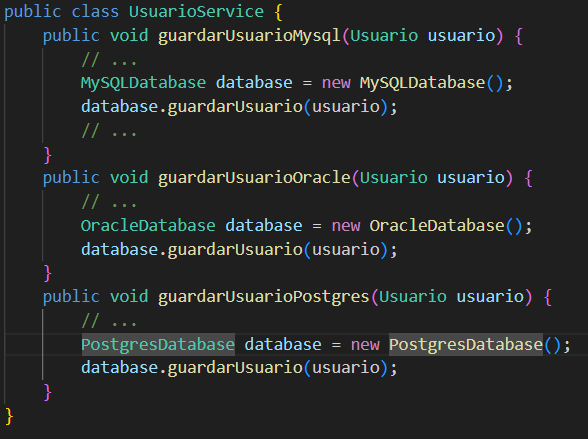 public class UsuarioService {
    public void guardarUsuarioMysql(Usuario usuario) {
        // ...
        MySQLDatabase database = new MySQLDatabase();
        database.guardarUsuario(usuario);
        // ...
    }
    public void guardarUsuarioOracle(Usuario usuario) {
        // ...
        OracleDatabase database = new OracleDatabase();
        database.guardarUsuario(usuario);
    }
    public void guardarUsuarioPostgres(Usuario usuario) {
        // ...
        PostgresDatabase database = new PostgresDatabase();
        database.guardarUsuario(usuario);
    }
}